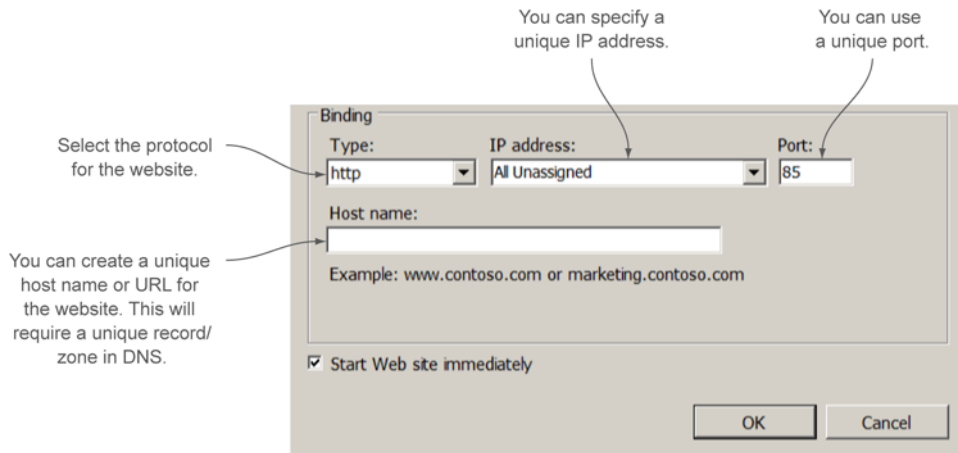 You can specify a
unique IP address.
You can use
a unique port.
Select the protocol
for the website.
You can create a unique
host name or URL for
the website. This will
require a unique record/
zone in DNS.
Binding
Type:
IP address:
Port:
http
All Unassigned
85
Host name:
Example: www.contoso.com or marketing.contoso.com
Start Web site immediately
OK
Cancel